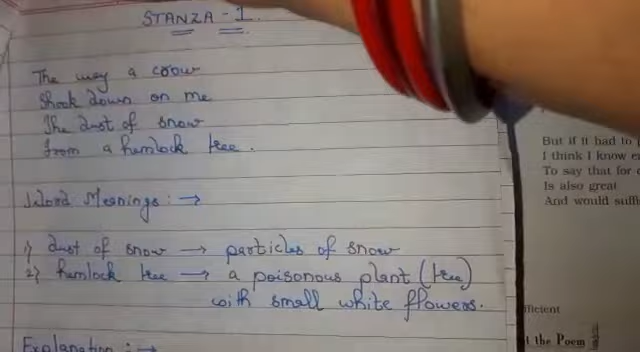 STANZA - 1
The way a crow
Shook down on me
The dust of snow
from a hemlock tree.
Word Meanings : →
1) dust of snow → particles of snow
2) hemlock tree → a poisonous plant (tree)
with small white flowers.
Explanation : →
But if it had to
I think I know
To say that for
Is also great
And would
the Poem